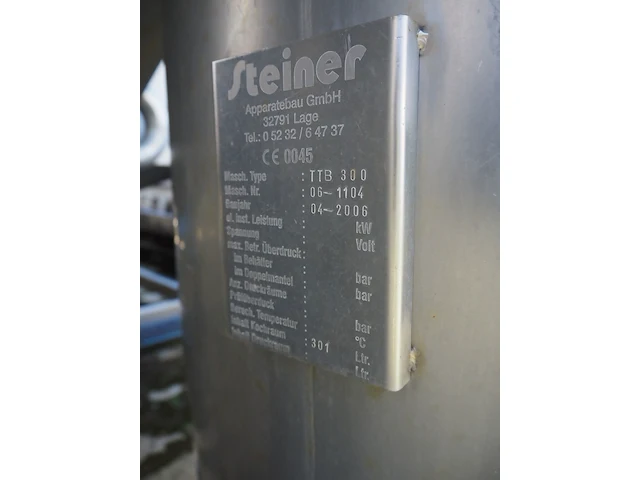 Steiner
Apparatebau GmbH
32791 Lage
Tel.: 0 52 32 / 6 47 37
CE 0045
Masch. Type : TTB 300
Masch. Nr. : 06-1104
Baujahr : 04-2006
el. inst. Leistung : kW
Spannung : Volt
max. Betr. Überdruck:
im Behälter : bar
im Doppelmantel : bar
Anz. Druckräume :
Prüfüberdruck : bar
Temperatur : °C
Inhalt Kochraum : 301 Ltr.
Inhalt Ltr.